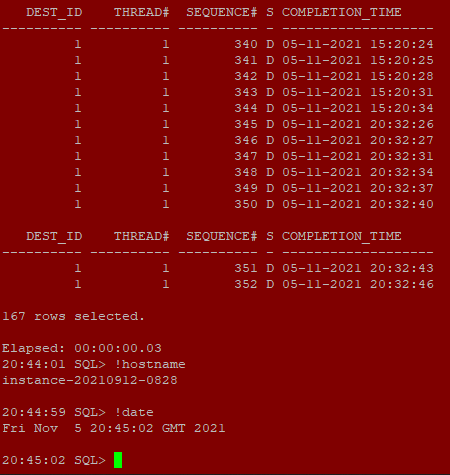 DEST_ID THREAD# SEQUENCE# S COMPLETION_TIME
---------- ---------- ---------- - -------------------
1 1 340 D 05-11-2021 15:20:24
1 1 341 D 05-11-2021 15:20:25
1 1 342 D 05-11-2021 15:20:28
1 1 343 D 05-11-2021 15:20:31
1 1 344 D 05-11-2021 15:20:34
1 1 345 D 05-11-2021 20:32:26
1 1 346 D 05-11-2021 20:32:27
1 1 347 D 05-11-2021 20:32:31
1 1 348 D 05-11-2021 20:32:34
1 1 349 D 05-11-2021 20:32:37
1 1 350 D 05-11-2021 20:32:40
DEST_ID THREAD# SEQUENCE# S COMPLETION_TIME
---------- ---------- ---------- - -------------------
1 1 351 D 05-11-2021 20:32:43
1 1 352 D 05-11-2021 20:32:46
167 rows selected.
Elapsed: 00:00:00.03
20:44:01 SQL> !hostname
instance-20210912-0828
20:44:59 SQL> !date
Fri Nov  5 20:45:02 GMT 2021
20:45:02 SQL>